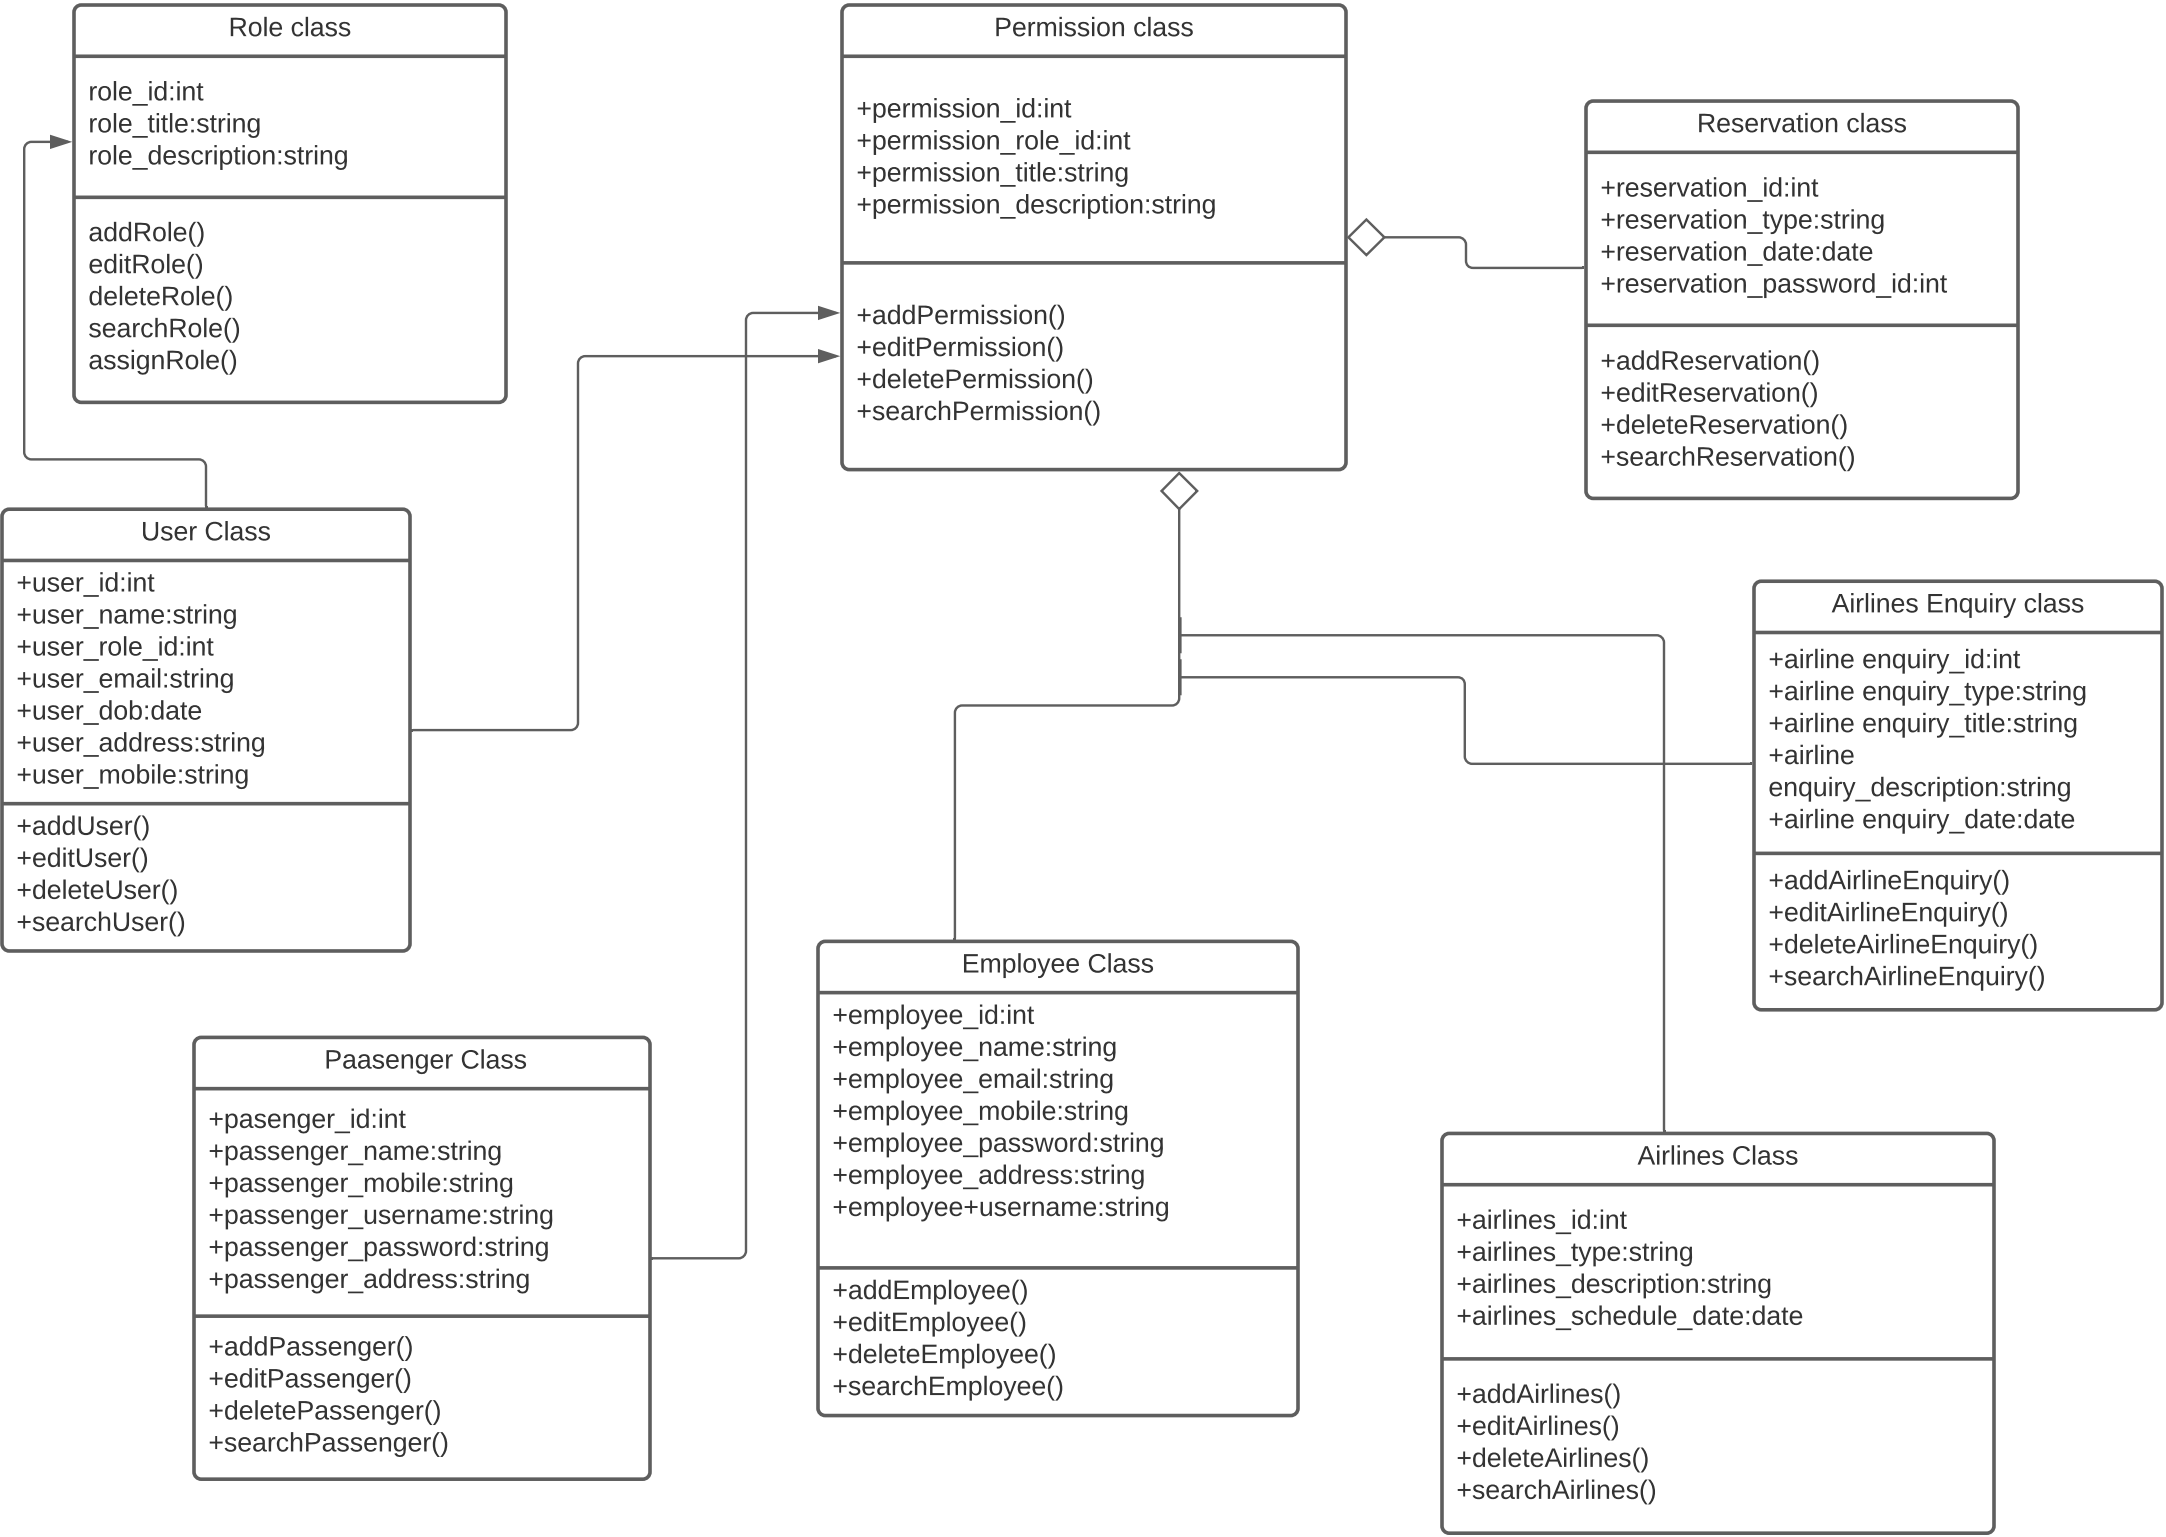 Role class
role_id:int
role_title:string
role_description:string
addRole()
editRole()
deleteRole()
searchRole()
assignRole()
Permission class
+permission_id:int
+permission_role_id:int
+permission_title:string
+permission_description:string
+addPermission()
+editPermission()
+deletePermission()
+searchPermission()
Reservation class
+reservation_id:int
+reservation_type:string
+reservation_date:date
+reservation_password_id:int
+addReservation()
+editReservation()
+deleteReservation()
+searchReservation()
User Class
+user_id:int
+user_name:string
+user_role_id:int
+user_email:string
+user_dob:date
+user_address:string
+user_mobile:string
+addUser()
+editUser()
+deleteUser()
+searchUser()
Airlines Enquiry class
+airline enquiry_id:int
+airline enquiry_type:string
+airline enquiry_title:string
+airline
enquiry_description:string
+airline enquiry_date:date
+addAirlineEnquiry()
+editAirlineEnquiry()
+deleteAirlineEnquiry()
+searchAirlineEnquiry()
Paasenger Class
+pasenger_id:int
+passenger_name:string
+passenger_mobile:string
+passenger_username:string
+passenger_password:string
+passenger_address:string
+addPassenger()
+editPassenger()
+deletePassenger()
+searchPassenger()
Employee Class
+employee_id:int
+employee_name:string
+employee_email:string
+employee_mobile:string
+employee_password:string
+employee_address:string
+employee+username:string
+addEmployee()
+editEmployee()
+deleteEmployee()
+searchEmployee()
Airlines Class
+airlines_id:int
+airlines_type:string
+airlines_description:string
+airlines_schedule_date:date
+addAirlines()
+editAirlines()
+deleteAirlines()
+searchAirlines()